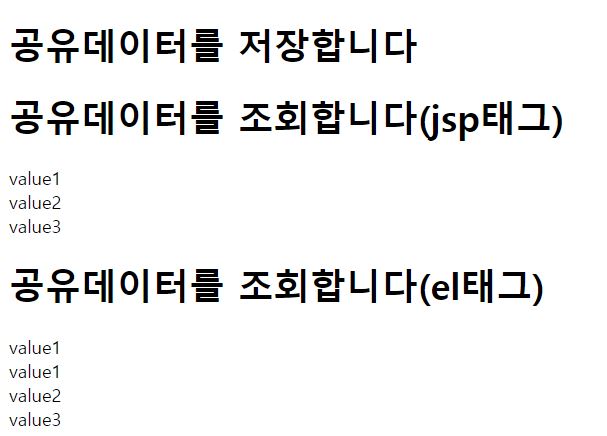 공유데이터를 저장합니다
공유데이터를 조회합니다(jsp태그)
value1
value2
value3
공유데이터를 조회합니다(el태그)
value1
value1
value2
value3